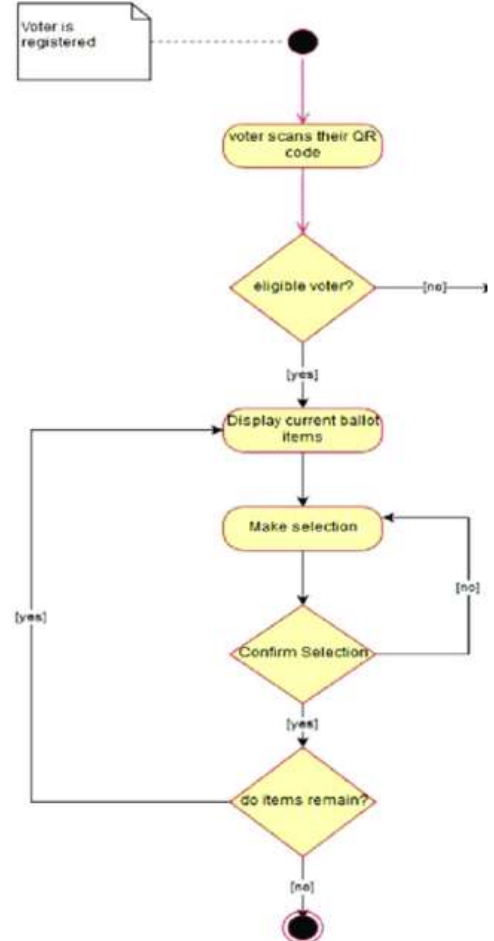 Voter is
registered
voter scans their QR
code
eligible voter?
[no]
[yes]
Display current ballot
items
Make selection
[no]
[yes]
Confirm Selection
[yes]
do items remain?
[no]